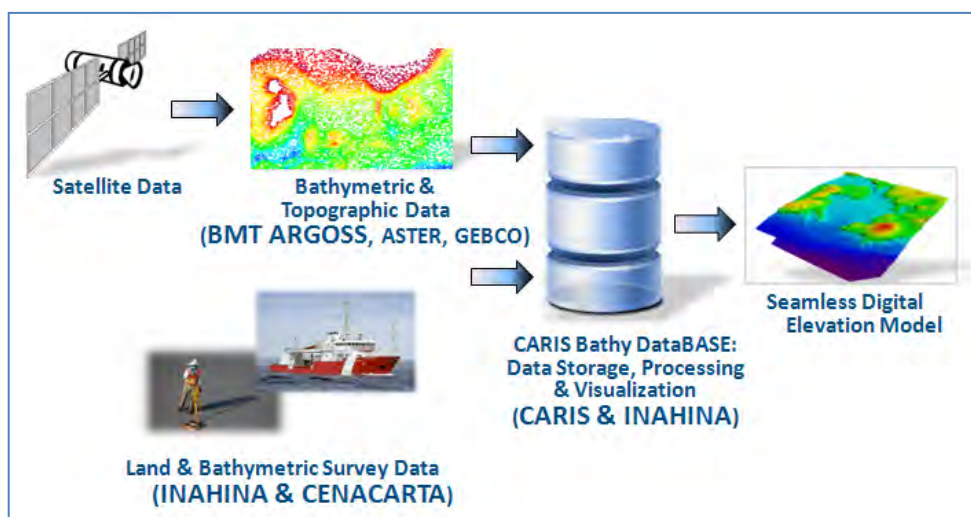 Satellite Data
Bathymetric &
Topographic Data
(BMT ARGOSS, ASTER, GEBCO)
Land & Bathymetric Survey Data
(INAHINA & CENACARTA)
CARIS Bathy DataBASE:
Data Storage, Processing
& Visualization
(CARIS & INAHINA)
Seamless Digital
Elevation Model